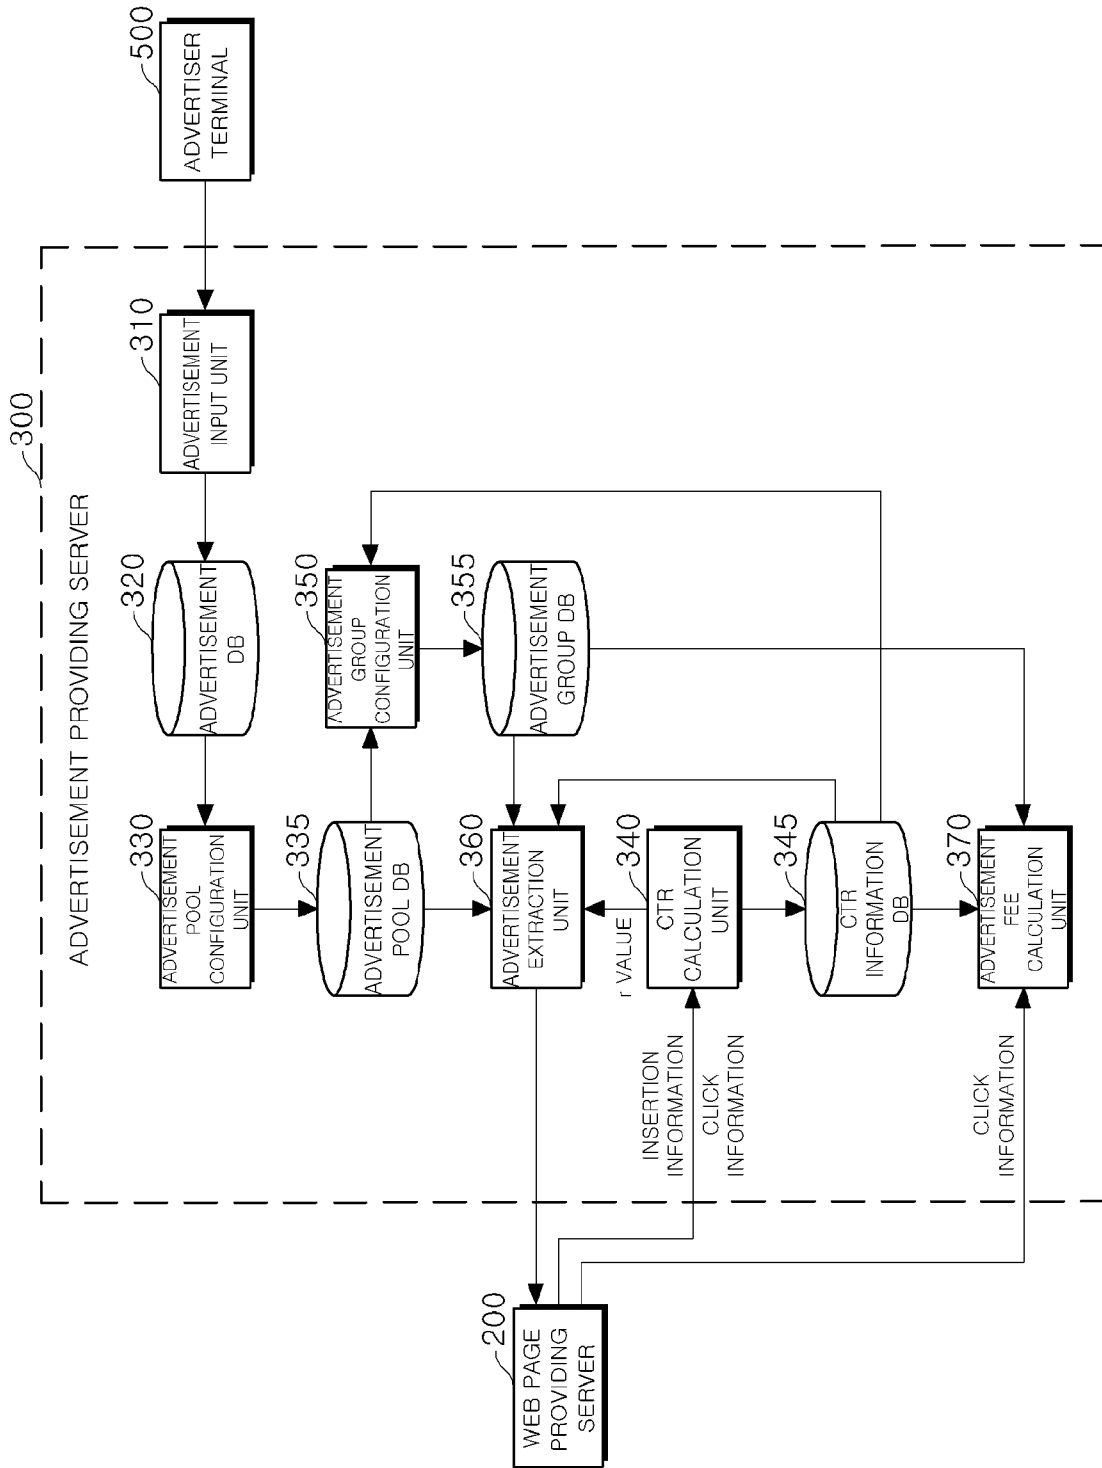 300
ADVERTISEMENT PROVIDING SERVER
500
ADVERTISER
TERMINAL
310
ADVERTISEMENT
INPUT UNIT
320
ADVERTISEMENT
DB
330
ADVERTISEMENT
POOL
CONFIGURATION
UNIT
335
ADVERTISEMENT
POOL DB
350
ADVERTISEMENT
GROUP
CONFIGURATION
UNIT
355
ADVERTISEMENT
GROUP DB
360
ADVERTISEMENT
EXTRACTION
UNIT
r VALUE
340
CTR
CALCULATION
UNIT
345
CTR
INFORMATION
DB
370
ADVERTISEMENT
FEE
CALCULATION
UNIT
INSERTION
INFORMATION
CLICK
INFORMATION
CLICK
INFORMATION
200
WEB PAGE
PROVIDING
SERVER